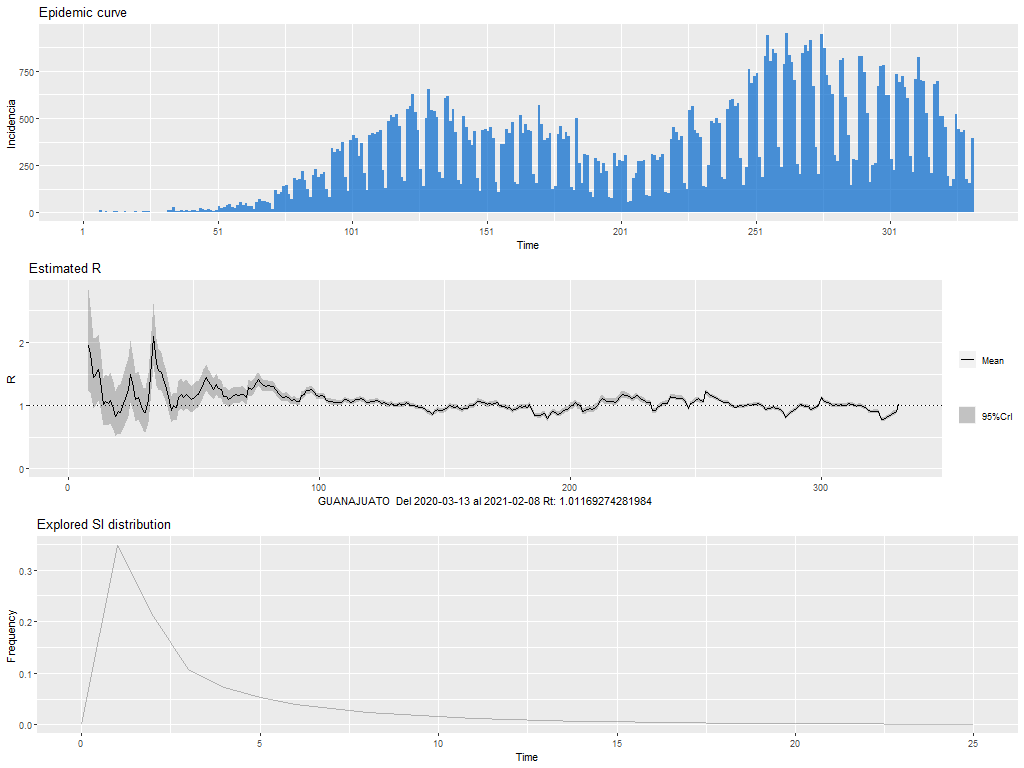 Epidemic curve
Incidencia
750
500
250
0
1
51
101
151
201
251
301
Time
Estimated R
R
2
1
0
0
100
200
300
Mean
95%CrI
GUANAJUATO Del 2020-03-13 al 2021-02-08 Rt: 1.01169274281984
Explored SI distribution
Frequency
0.3
0.2
0.1
0.0
0
5
10
15
20
25
Time